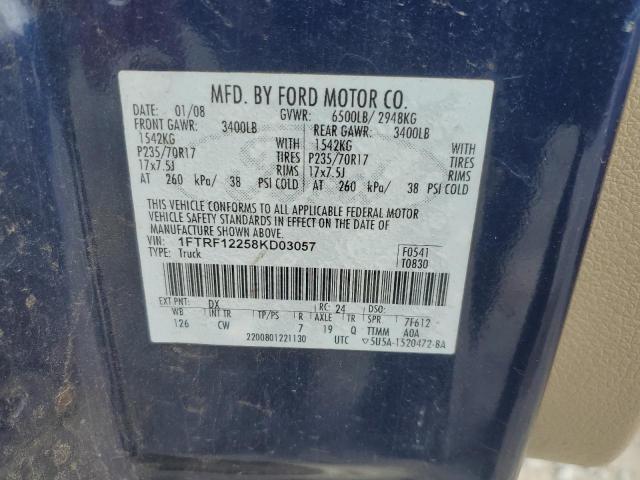 MFD. BY FORD MOTOR CO.
DATE: 01/08 GVWR: 6500LB/ 2948KG
FRONT GAWR: 3400LB REAR GAWR: 3400LB
1542KG WITH 1542KG WITH
P235/70R17 TIRES P235/70R17 TIRES
17x7.5J RIMS 17x7.5J RIMS
AT 260 kPa/ 38 PSI COLD AT 260 kPa/ 38 PSI COLD
THIS VEHICLE CONFORMS TO ALL APPLICABLE FEDERAL MOTOR
VEHICLE SAFETY STANDARDS IN EFFECT ON THE DATE OF
MANUFACTURE SHOWN ABOVE.
VIN: 1FTRF12258KD03057 F0541
TYPE: Truck T0830
EXT PNT: DX RC: 24 DSO:
WB INT TR TP/PS R AXLE TR SPR 7F612
126 CW 7 19 Q TTMM A0A
2200801221130 UTC ▽5U5A-1520472-BA